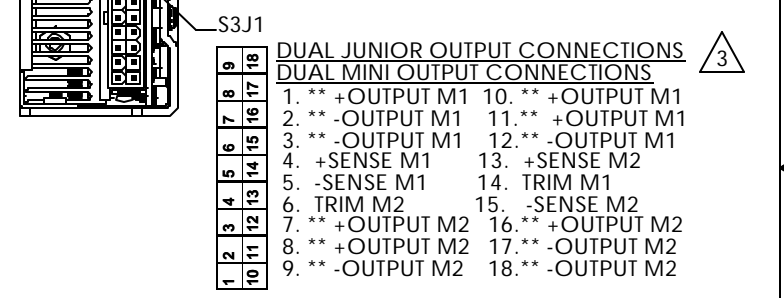 S3J1
DUAL JUNIOR OUTPUT CONNECTIONS
DUAL MINI OUTPUT CONNECTIONS
3
9 18
8 17
7 16
6 15
5 14
4 13
3 12
2 11
1 10
1. ** +OUTPUT M1 10. ** +OUTPUT M1
2. ** -OUTPUT M1 11.** +OUTPUT M1
3. ** -OUTPUT M1 12.** -OUTPUT M1
4. +SENSE M1 13. +SENSE M2
5. -SENSE M1 14. TRIM M1
6. TRIM M2 15. -SENSE M2
7. ** +OUTPUT M2 16.** +OUTPUT M2
8. ** +OUTPUT M2 17.** -OUTPUT M2
9. ** -OUTPUT M2 18.** -OUTPUT M2